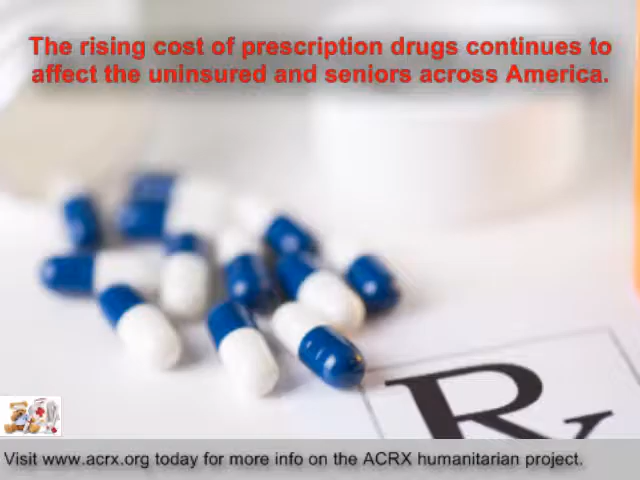 The rising cost of prescription drugs continues to
affect the uninsured and seniors across America.
Rx
Visit www.acrx.org today for more info on the ACRX humanitarian project.